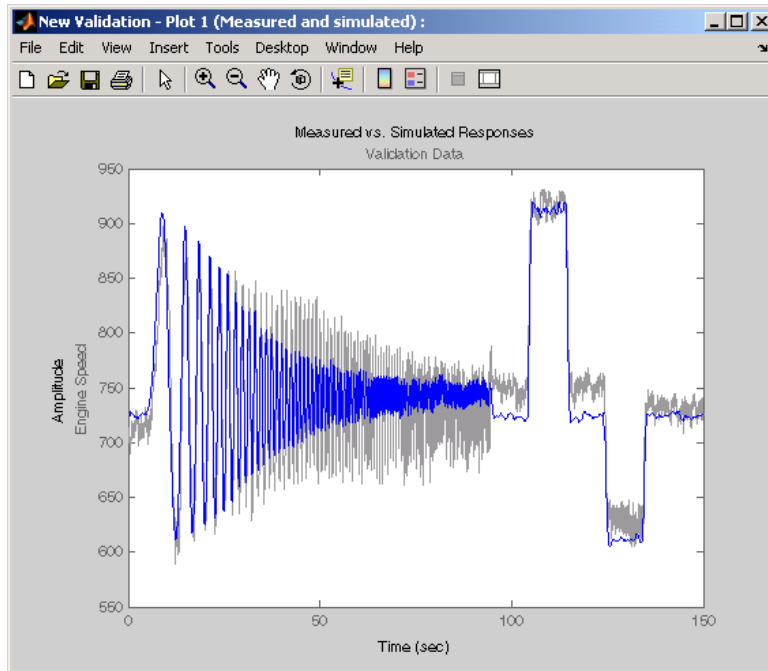 New Validation - Plot 1 (Measured and simulated) :
File Edit View Insert Tools Desktop Window Help
Measured vs. Simulated Responses
Validation Data
950
900
850
800
750
700
650
600
550
Amplitude
Engine Speed
0 50 100 150
Time (sec)